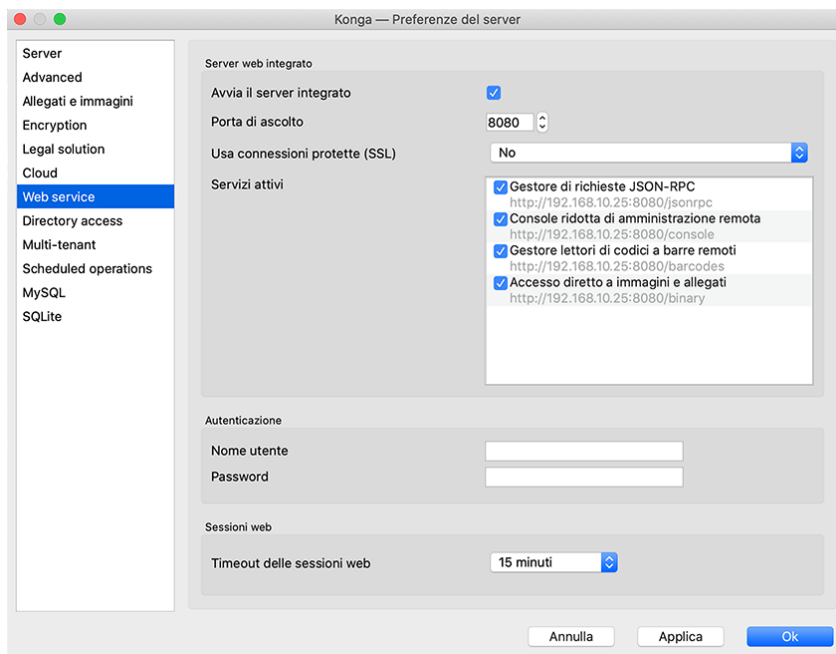 Konga — Preferenze del server
Server
Advanced
Allegati e immagini
Encryption
Legal solution
Cloud
Web service
Directory access
Multi-tenant
Scheduled operations
MySQL
SQLite
Server web integrato
Avvia il server integrato
Porta di ascolto
8080
Usa connessioni protette (SSL)
No
Servizi attivi
Gestore di richieste JSON-RPC
http://192.168.10.25:8080/jsonrpc
Console ridotta di amministrazione remota
http://192.168.10.25:8080/console
Gestore lettori di codici a barre remoti
http://192.168.10.25:8080/barcodes
Accesso diretto a immagini e allegati
http://192.168.10.25:8080/binary
Autenticazione
Nome utente
Password
Sessioni web
Timeout delle sessioni web
15 minuti
Annulla
Applica
Ok